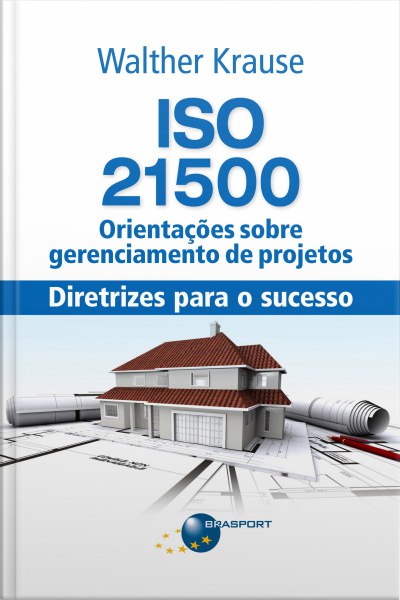 Walther Krause
ISO
21500
Orientações sobre
gerenciamento de projetos
Diretrizes para o sucesso
BRASPORT